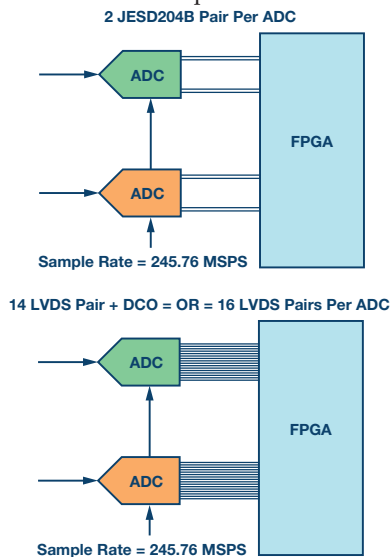 2 JESD204B Pair Per ADC
ADC
FPGA
ADC
Sample Rate = 245.76 MSPS
14 LVDS Pair + DCO = OR = 16 LVDS Pairs Per ADC
ADC
FPGA
ADC
Sample Rate = 245.76 MSPS